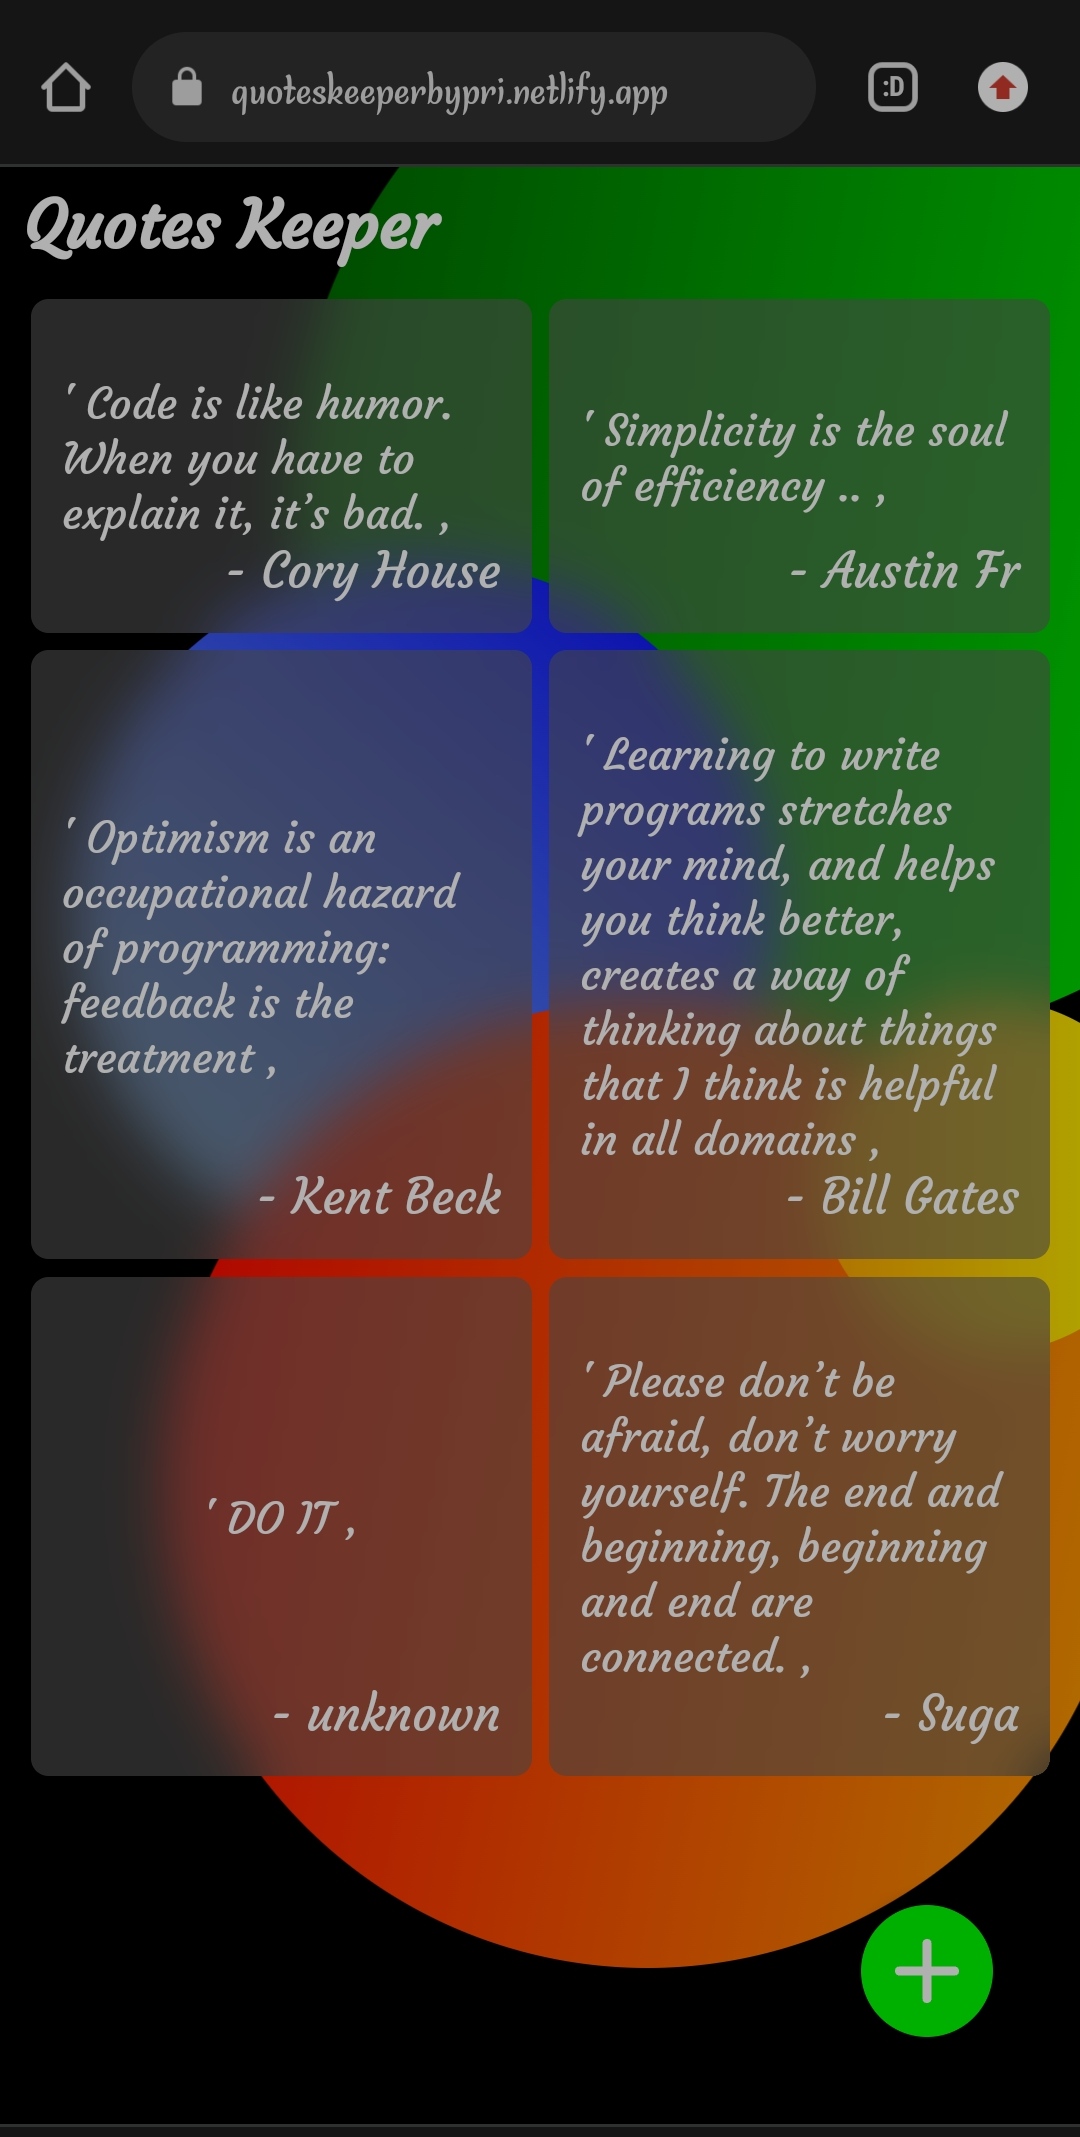 quoteskeeperbypri.netlify.app
:D
Quotes Keeper
' Code is like humor.
When you have to
explain it, it’s bad. ,
- Cory House
' Simplicity is the soul
of efficiency .. ,
- Austin Fr
' Optimism is an
occupational hazard
of programming:
feedback is the
treatment ,
- Kent Beck
' Learning to write
programs stretches
your mind, and helps
you think better,
creates a way of
thinking about things
that I think is helpful
in all domains ,
- Bill Gates
' DO IT ,
- unknown
' Please don’t be
afraid, don’t worry
yourself. The end and
beginning, beginning
and end are
connected. ,
- Suga